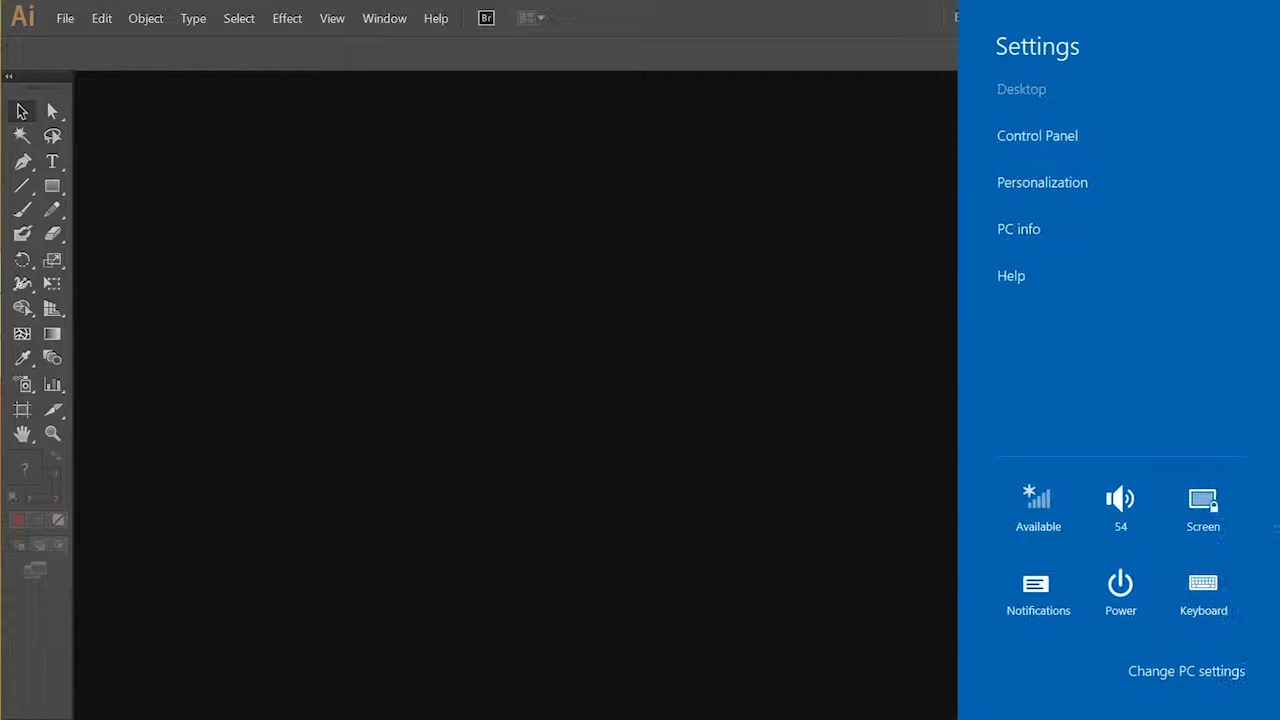 Ai File Edit Object Type Select Effect View Window Help Br
Settings
Desktop
Control Panel
Personalization
PC info
Help
Available 54 Screen
Notifications Power Keyboard
Change PC settings